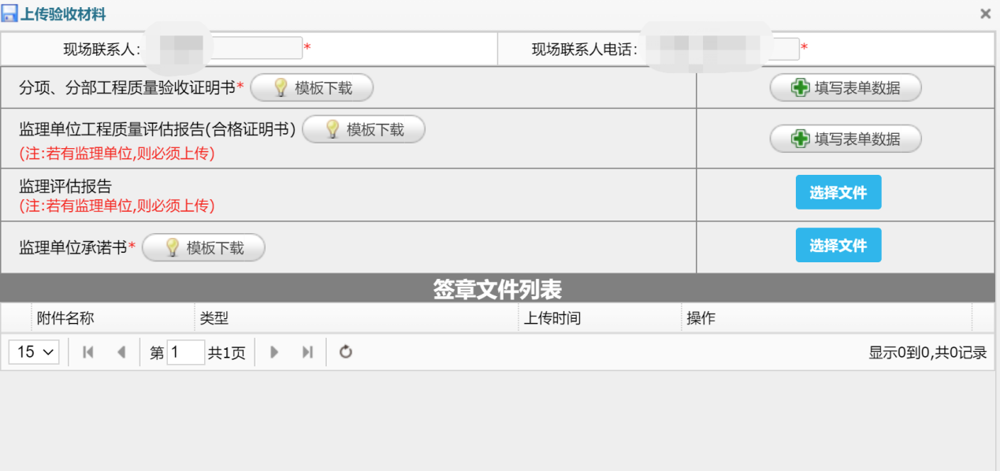 上传验收材料
现场联系人: * 现场联系人电话: *
分项、分部工程质量验收证明书* 模板下载 填写表单数据
监理单位工程质量评估报告(合格证明书) 模板下载 填写表单数据
(注:若有监理单位,则必须上传)
监理评估报告 选择文件
(注:若有监理单位,则必须上传)
监理单位承诺书* 模板下载 选择文件
签章文件列表
附件名称 类型 上传时间 操作
15 第 1 共1页 显示0到0,共0记录